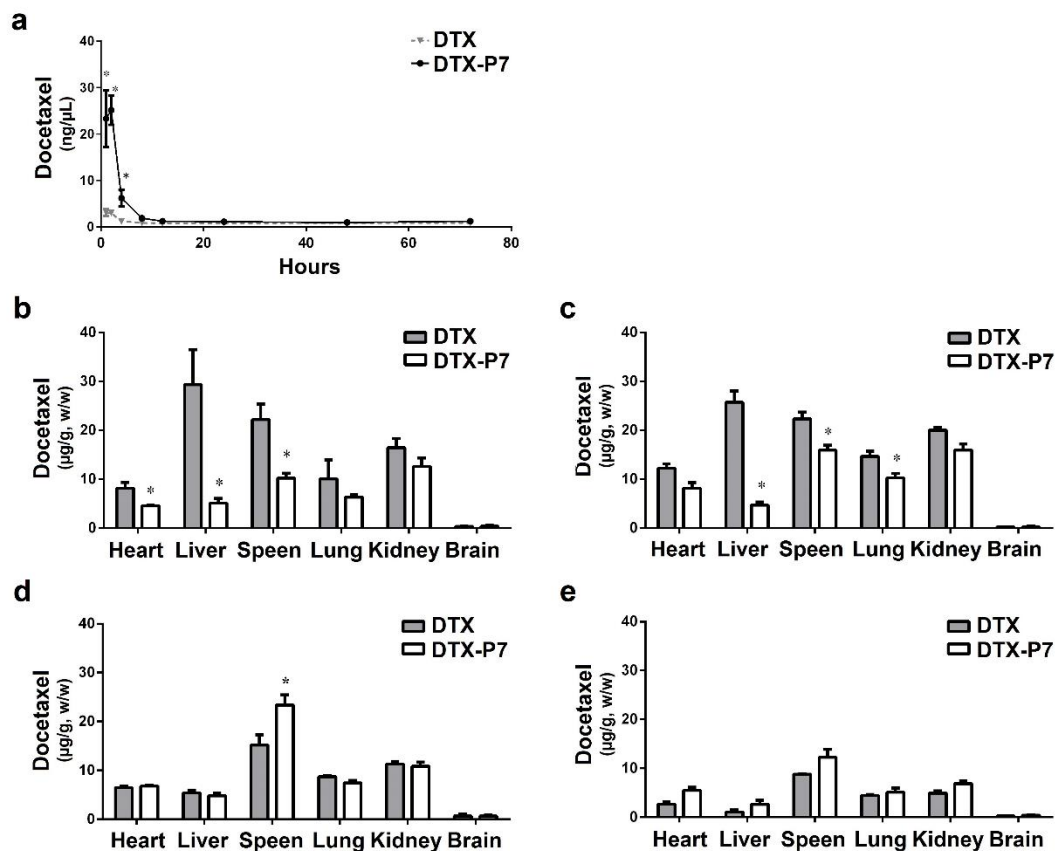 a
DTX
DTX-P7
Docetaxel
(ng/µL)
40
30
20
10
0
*
*
*
0 20 40 60 80
Hours
b
DTX
DTX-P7
Docetaxel
(µg/g, w/w)
40
30
20
10
0
*
*
*
Heart Liver Speen Lung Kidney Brain
c
DTX
DTX-P7
Docetaxel
(µg/g, w/w)
40
30
20
10
0
*
*
*
Heart Liver Speen Lung Kidney Brain
d
DTX
DTX-P7
Docetaxel
(µg/g, w/w)
40
30
20
10
0
*
Heart Liver Speen Lung Kidney Brain
e
DTX
DTX-P7
Docetaxel
(µg/g, w/w)
40
30
20
10
0
Heart Liver Speen Lung Kidney Brain